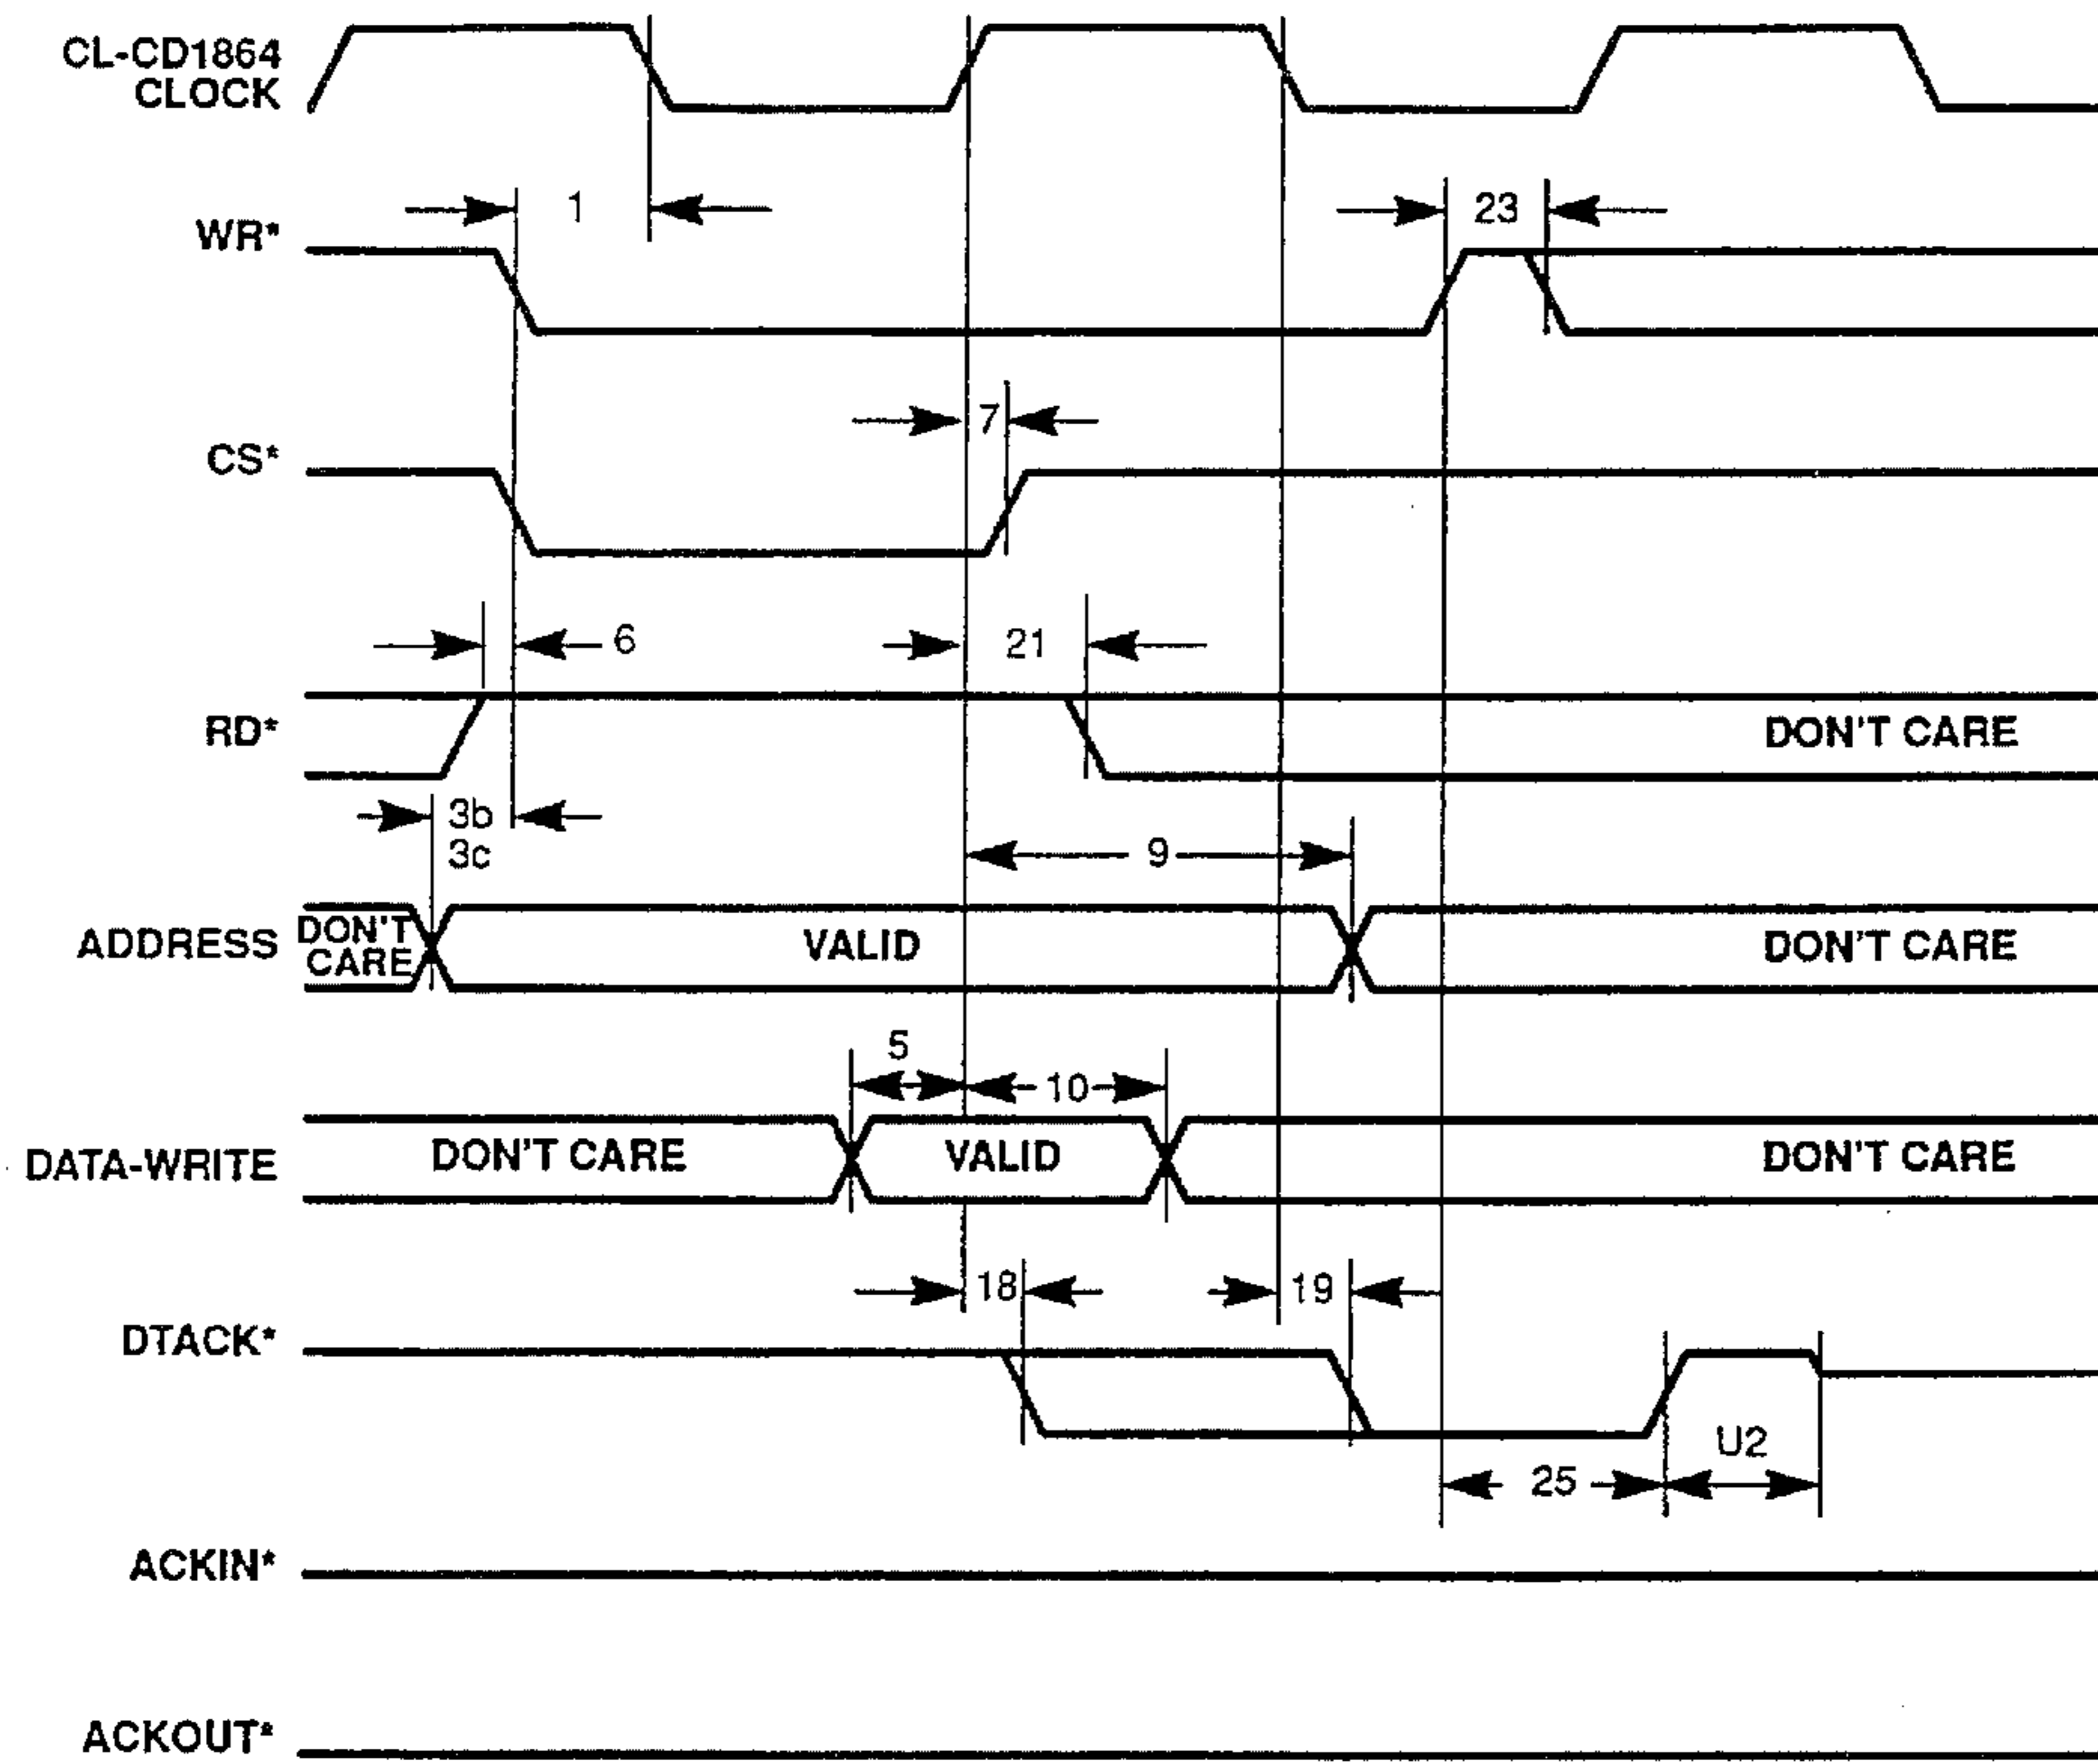 CL-CD1864
CLOCK
1
23
WR*
7
CS*
6
21
RD*
DON'T CARE
3b
3c
9
ADDRESS
DON'T
CARE
VALID
DON'T CARE
5
10
DATA-WRITE
DON'T CARE
VALID
DON'T CARE
18
19
DTACK*
U2
25
ACKIN*
ACKOUT*